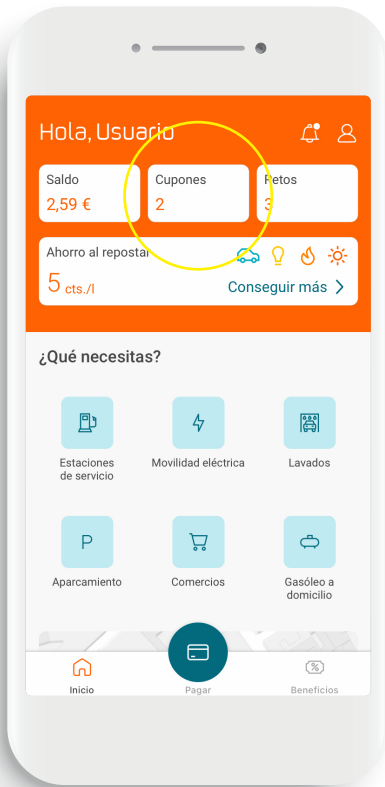 Hola, Usuario
Saldo
2,59 €
Cupones
2
Retos
3
Ahorro al repostar
5 cts./l
Conseguir más >
¿Qué necesitas?
Estaciones
de servicio
Movilidad eléctrica
Lavados
P
Aparcamiento
Comercios
Gasóleo a
domicilio
Inicio
Pagar
%
Beneficios